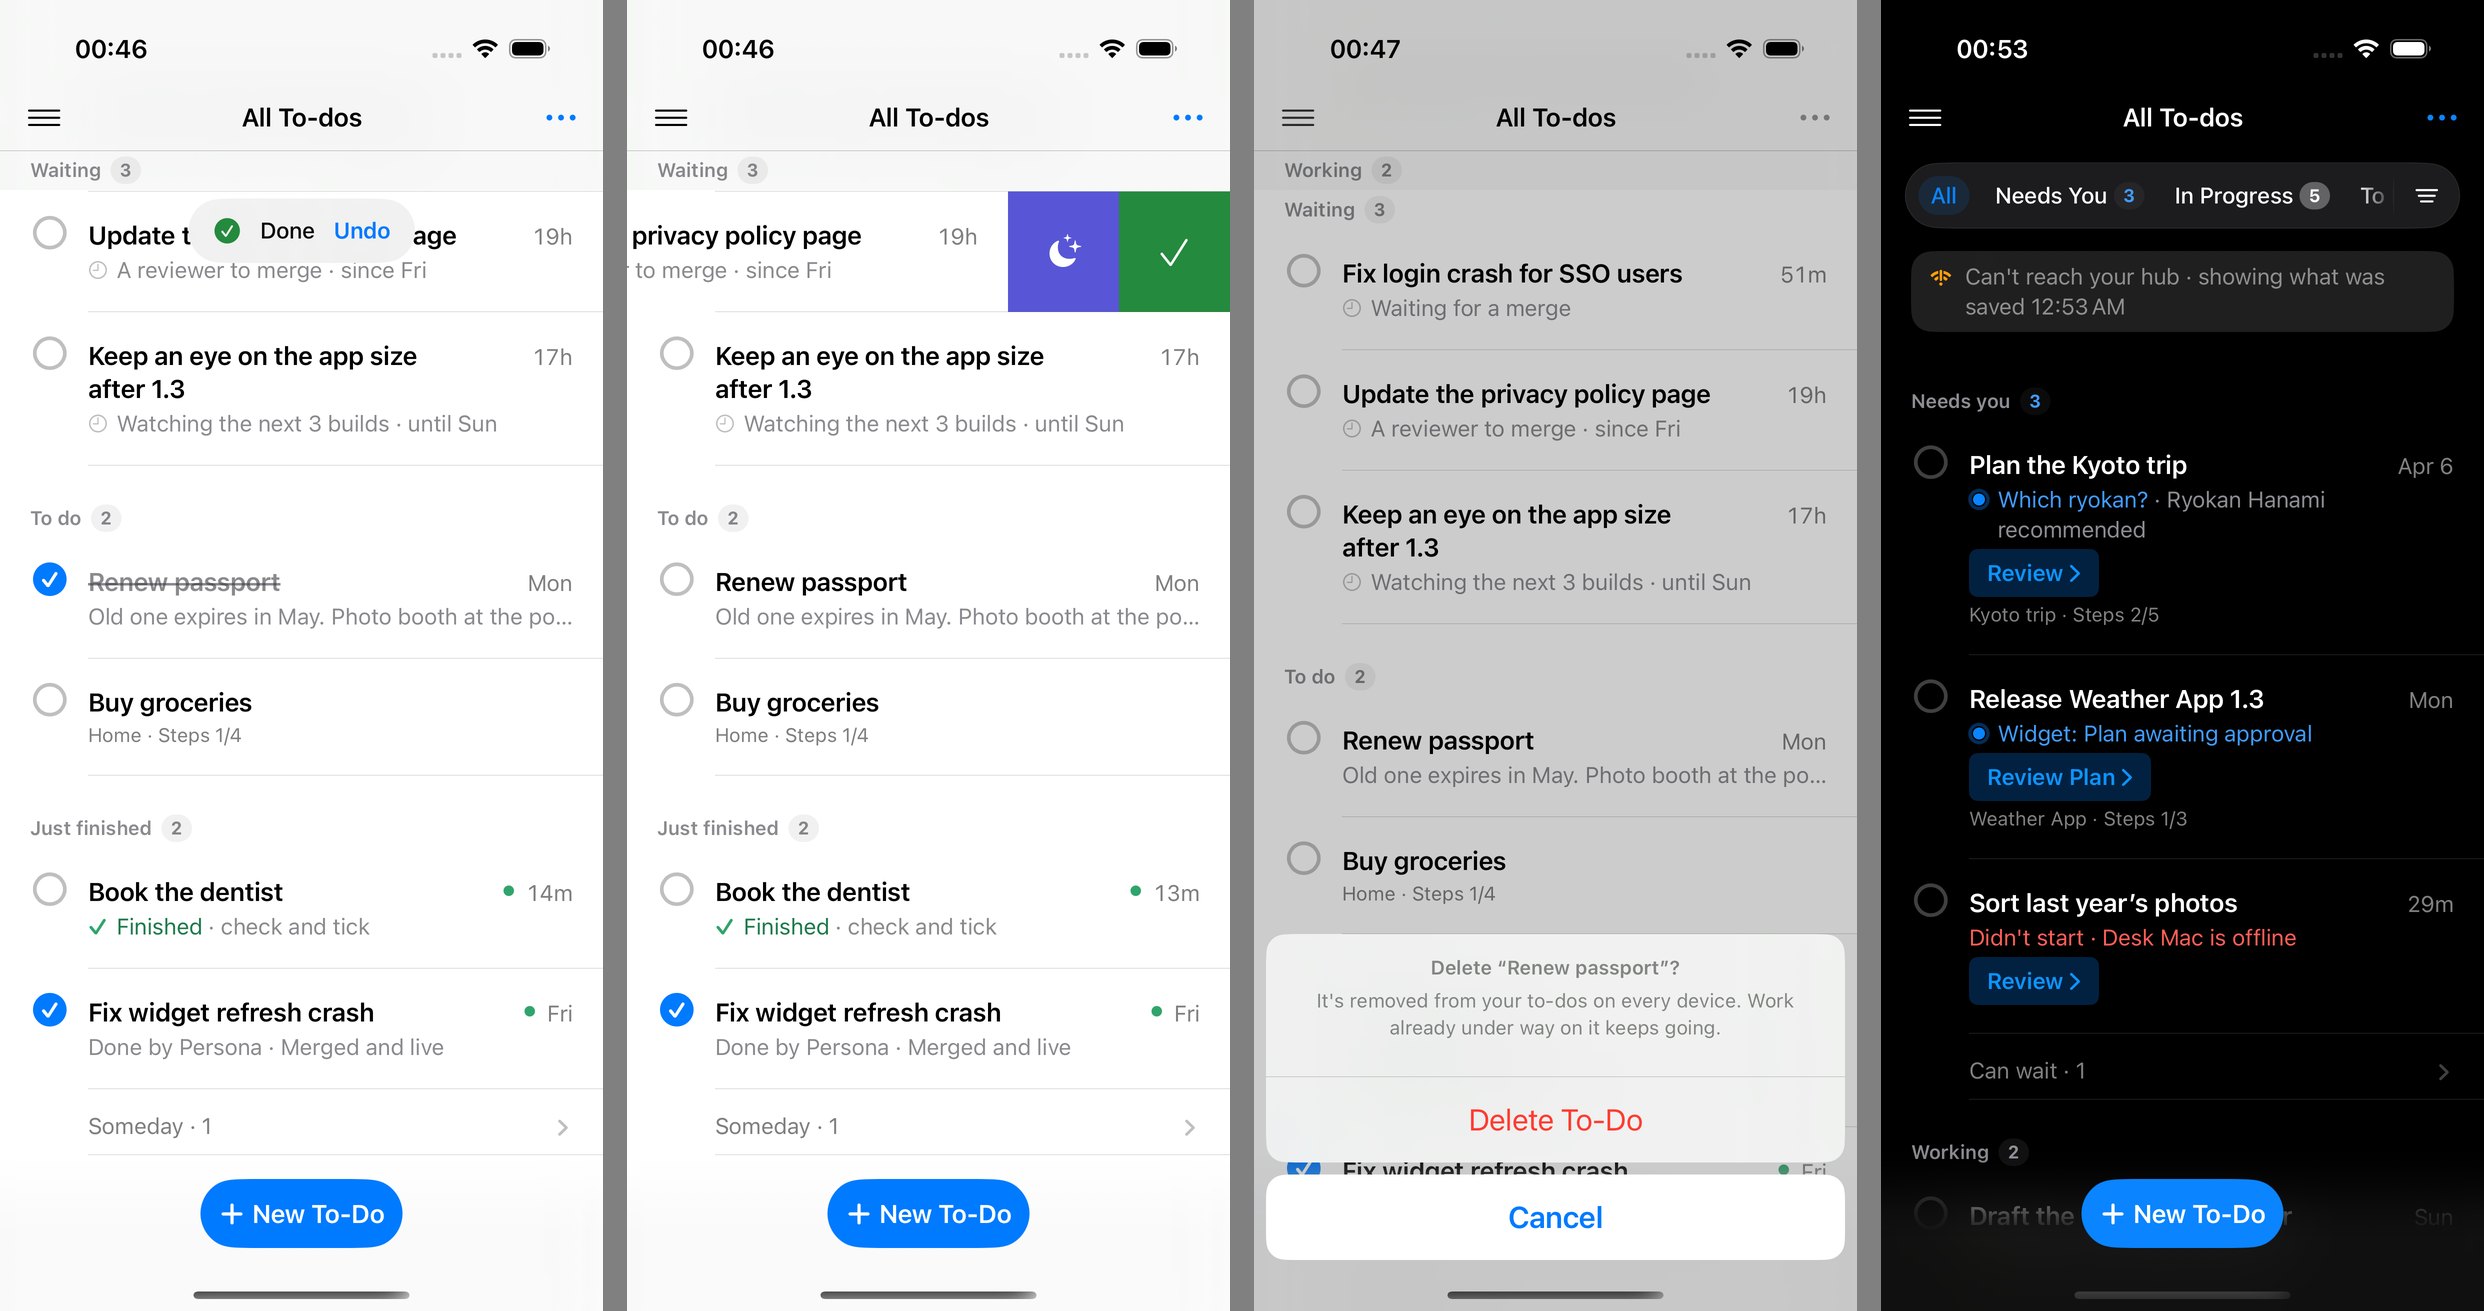 00:46
All To-dos
Waiting 3
Update t
age
19h
Done Undo
A reviewer to merge · since Fri
Keep an eye on the app size
after 1.3
17h
Watching the next 3 builds · until Sun
To do 2
Renew passport
Mon
Old one expires in May. Photo booth at the po...
Buy groceries
Home · Steps 1/4
Just finished 2
Book the dentist
14m
Finished · check and tick
Fix widget refresh crash
Fri
Done by Persona · Merged and live
Someday · 1
+ New To-Do
00:46
All To-dos
Waiting 3
privacy policy page
19h
to merge · since Fri
Keep an eye on the app size
after 1.3
17h
Watching the next 3 builds · until Sun
To do 2
Renew passport
Mon
Old one expires in May. Photo booth at the po...
Buy groceries
Home · Steps 1/4
Just finished 2
Book the dentist
13m
Finished · check and tick
Fix widget refresh crash
Fri
Done by Persona · Merged and live
Someday · 1
+ New To-Do
00:47
All To-dos
Working 2
Waiting 3
Fix login crash for SSO users
51m
Waiting for a merge
Update the privacy policy page
19h
A reviewer to merge · since Fri
Keep an eye on the app size
after 1.3
17h
Watching the next 3 builds · until Sun
To do 2
Renew passport
Mon
Old one expires in May. Photo booth at the po...
Buy groceries
Home · Steps 1/4
Delete “Renew passport”?
It's removed from your to-dos on every device. Work
already under way on it keeps going.
Delete To-Do
Fix widget refresh crash
Fri
Cancel
00:53
All To-dos
All
Needs You 3
In Progress 5
To
Can't reach your hub · showing what was
saved 12:53 AM
Needs you 3
Plan the Kyoto trip
Apr 6
Which ryokan? · Ryokan Hanami
recommended
Review
Kyoto trip · Steps 2/5
Release Weather App 1.3
Mon
Widget: Plan awaiting approval
Review Plan
Weather App · Steps 1/3
Sort last year’s photos
29m
Didn't start · Desk Mac is offline
Review
Can wait · 1
Working 2
Draft the
r
Sun
+ New To-Do